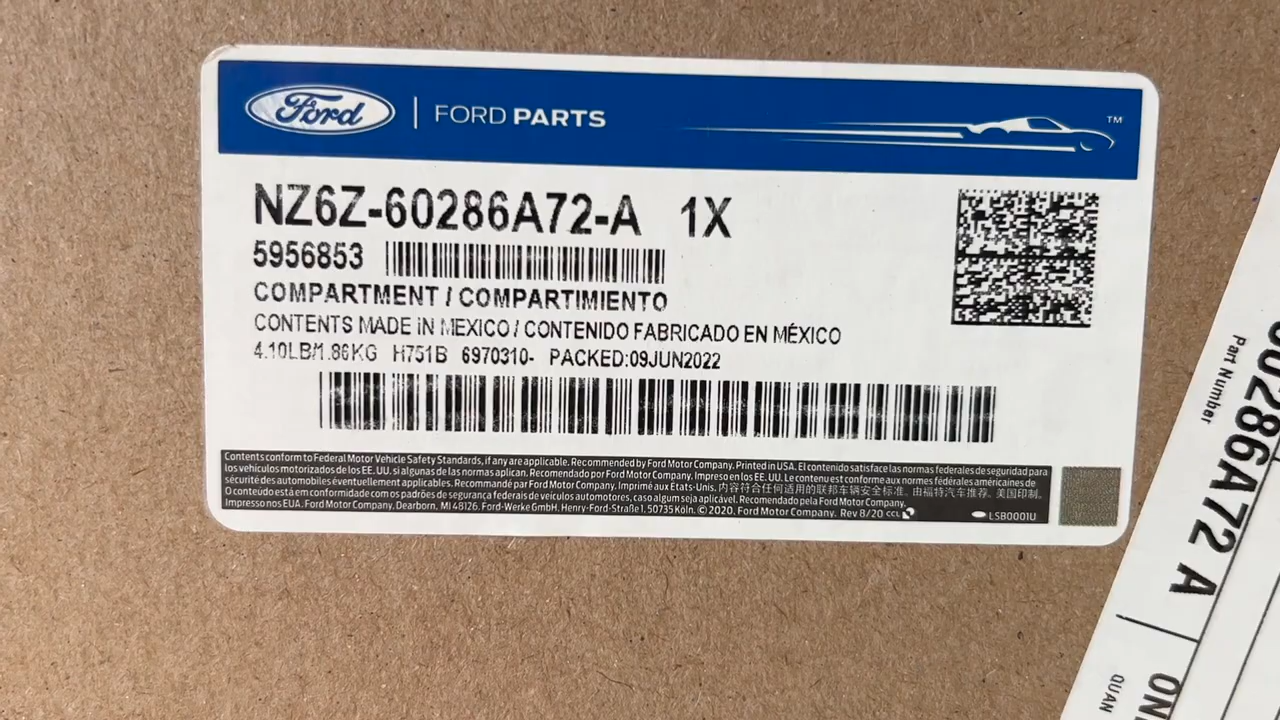 Ford | FORD PARTS
TM
NZ6Z-60286A72-A 1X
5956853
COMPARTMENT / COMPARTIMIENTO
CONTENTS MADE IN MEXICO / CONTENIDO FABRICADO EN MÉXICO
4.10LB/1.86KG H751B 6970310- PACKED:09JUN2022
Contents conform to Federal Motor Vehicle Safety Standards, if any are applicable. Recommended by Ford Motor Company. Printed in USA. El contenido satisface las normas federales de seguridad para
los vehículos motorizados de los EE. UU. si algunas de las normas aplican. Recomendado por Ford Motor Company. Impreso en los EE. UU. Le contenu est conforme aux normes fédérales américaines de
sécurité des automobiles éventuellement applicables. Recommandé par Ford Motor Company. Imprimé aux États-Unis. 内容符合任何适用的联邦车辆安全标准。由福特汽车推荐。美国印制。
O conteúdo está em conformidade com os padrões de segurança federais de veículos automotores, caso algum seja aplicável. Recomendado pela Ford Motor Company.
Impresso nos EUA. Ford Motor Company, Dearborn, MI 48126. Ford-Werke GmbH, Henry-Ford-Straße 1, 50735 Köln. © 2020, Ford Motor Company. Rev 8/20 CCL
LSB0001U
Part Number
60286A72 A
QUAN
ON